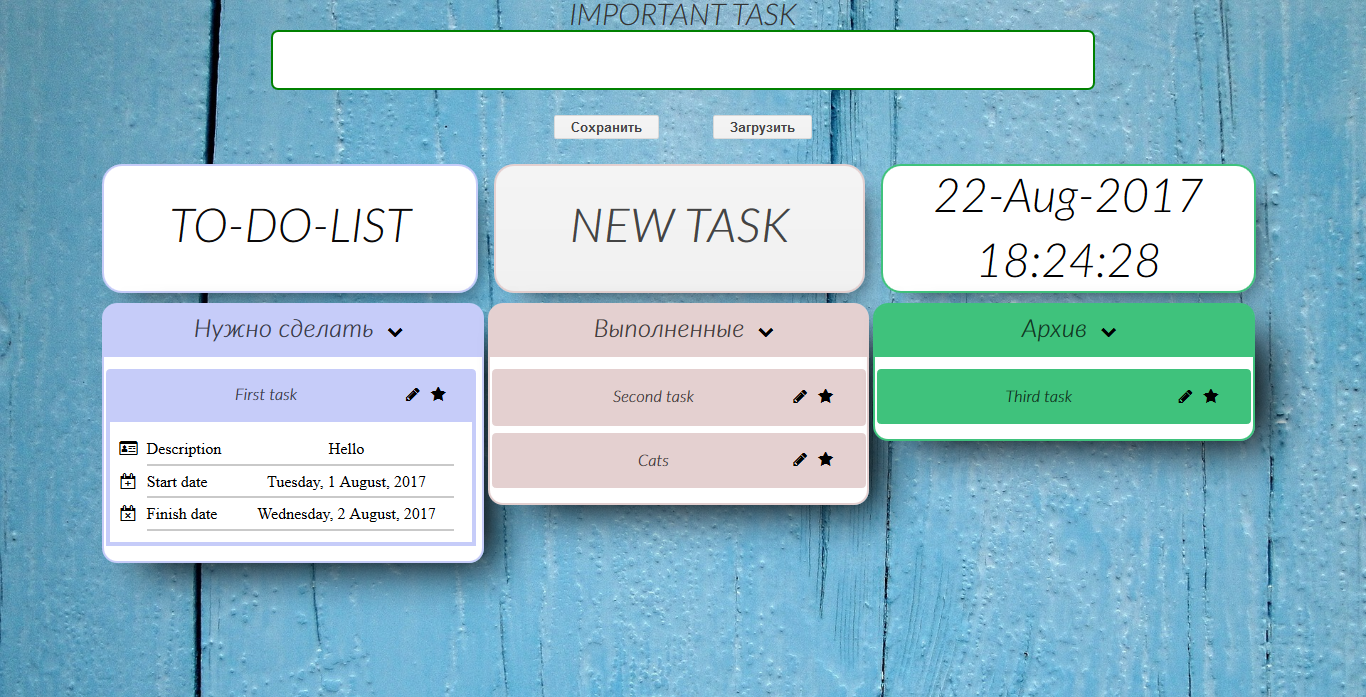 IMPORTANT TASK
Сохранить
Загрузить
TO-DO-LIST
NEW TASK
22-Aug-2017
18:24:28
Нужно сделать
First task
Description Hello
Start date Tuesday, 1 August, 2017
Finish date Wednesday, 2 August, 2017
Выполненные
Second task
Cats
Архив
Third task